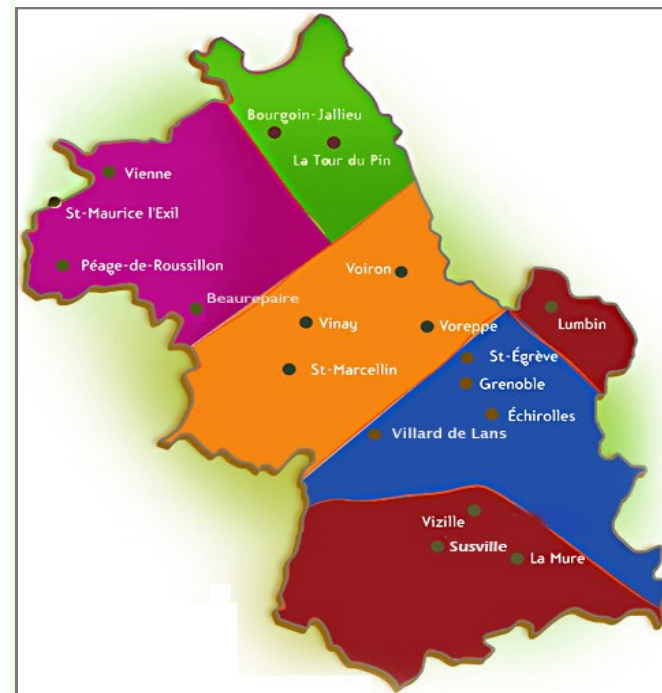 Bourgoin-Jallieu
La Tour du Pin
Vienne
St-Maurice l'Exil
Péage-de-Roussillon
Beaurepaire
Voiron
Vinay
Voreppe
St-Marcellin
Lumbin
St-Égrève
Grenoble
Échirolles
Villard de Lans
Vizille
Susville
La Mure